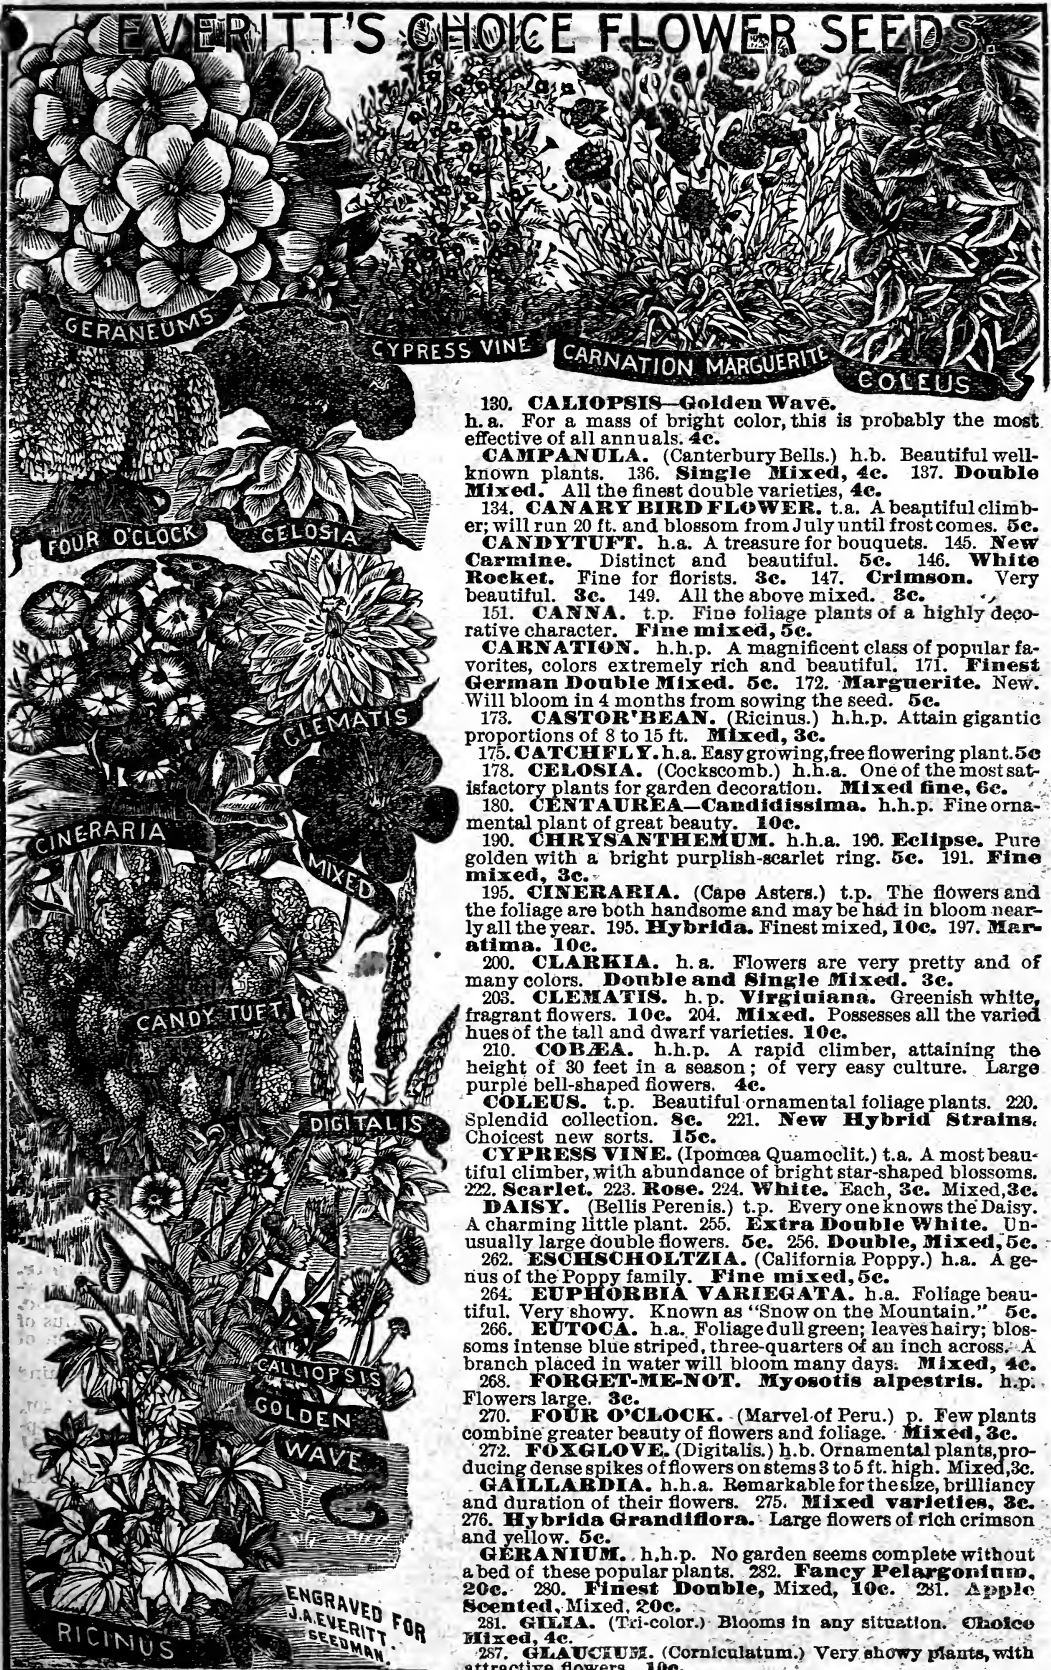 EVERITT'S CHOICE FLOWER SEEDS.
GERANEUMS
CYPRESS VINE
CARNATION MARGUERITE
COLEUS
FOUR O'CLOCK
CELOSIA
CLEMATIS
CINERARIA
MIXED
CANDY TUFT.
DIGITALIS
CALLIOPSIS
GOLDEN
WAVE
RICINUS
ENGRAVED FOR
J.A. EVERITT
SEEDMAN.
130. CALIOPSIS—Golden Wave.
h. a. For a mass of bright color, this is probably the most
effective of all annuals. 4c.
CAMPANULA. (Canterbury Bells.) h.b. Beautiful well-
known plants. 136. Single Mixed, 4c. 137. Double
Mixed. All the finest double varieties, 4c.
134. CANARY BIRD FLOWER. t.a. A beautiful climb-
er; will run 20 ft. and blossom from July until frost comes. 5c.
CANDYTUFT. h.a. A treasure for bouquets. 145. New
Carmine. Distinct and beautiful. 5c. 146. White
Rocket. Fine for florists. 3c. 147. Crimson. Very
beautiful. 3c. 149. All the above mixed. 3c.
151. CANNA. t.p. Fine foliage plants of a highly deco-
rative character. Fine mixed, 5c.
CARNATION. h.h.p. A magnificent class of popular fa-
vorites, colors extremely rich and beautiful. 171. Finest
German Double Mixed. 5c. 172. Marguerite. New.
Will bloom in 4 months from sowing the seed. 5c.
173. CASTOR BEAN. (Ricinus.) h.h.p. Attain gigantic
proportions of 8 to 15 ft. Mixed, 3c.
175. CATCHFLY. h.a. Easy growing, free flowering plant. 5c
178. CELOSIA. (Cockscomb.) h.h.a. One of the most sat-
isfactory plants for garden decoration. Mixed fine, 6c.
180. CENTAUREA—Candidissima. h.h.p. Fine orna-
mental plant of great beauty. 10c.
190. CHRYSANTHEMUM. h.h.a. 190. Eclipse. Pure
golden with a bright purplish-scarlet ring. 5c. 191. Fine
mixed, 3c.
195. CINERARIA. (Cape Asters.) t.p. The flowers and
the foliage are both handsome and may be had in bloom near-
ly all the year. 195. Hybrida. Finest mixed, 10c. 197. Mar-
atima. 10c.
200. CLARKIA. h. a. Flowers are very pretty and of
many colors. Double and Single Mixed. 3c.
203. CLEMATIS. h. p. Virginiana. Greenish white,
fragrant flowers. 10c. 204. Mixed. Possesses all the varied
hues of the tall and dwarf varieties. 10c.
210. COBÆA. h.h.p. A rapid climber, attaining the
height of 30 feet in a season; of very easy culture. Large
purple bell-shaped flowers. 4c.
COLEUS. t.p. Beautiful ornamental foliage plants. 220.
Splendid collection. 8c. 221. New Hybrid Strains.
Choicest new sorts. 15c.
CYPRESS VINE. (Ipomœa Quamoclit.) t.a. A most beau-
tiful climber, with abundance of bright star-shaped blossoms.
222. Scarlet. 223. Rose. 224. White. Each, 3c. Mixed, 3c.
DAISY. (Bellis Perenis.) t.p. Every one knows the Daisy.
A charming little plant. 255. Extra Double White. Un-
usually large double flowers. 5c. 256. Double, Mixed, 5c.
262. ESCHSCHOLTZIA. (California Poppy.) h.a. A ge-
nus of the Poppy family. Fine mixed, 5c.
264. EUPHORBIA VARIEGATA. h.a. Foliage beau-
tiful. Very showy. Known as "Snow on the Mountain." 5c.
266. EUTOCA. h.a. Foliage dull green; leaves hairy; blos-
soms intense blue striped, three-quarters of an inch across. A
branch placed in water will bloom many days. Mixed, 4c.
268. FORGET-ME-NOT. Myosotis alpestris. h.p.
Flowers large. 3c.
270. FOUR O'CLOCK. (Marvel of Peru.) p. Few plants
combine greater beauty of flowers and foliage. Mixed, 3c.
272. FOXGLOVE. (Digitalis.) h.b. Ornamental plants, pro-
ducing dense spikes of flowers on stems 3 to 5 ft. high. Mixed, 3c.
GAILLARDIA. h.h.a. Remarkable for the size, brilliancy
and duration of their flowers. 275. Mixed varieties, 3c.
276. Hybrida Grandiflora. Large flowers of rich crimson
and yellow. 5c.
GERANIUM. h.h.p. No garden seems complete without
a bed of these popular plants. 282. Fancy Pelargonium,
20c. 280. Finest Double, Mixed, 10c. 281. Apple
Scented, Mixed, 20c.
281. GILIA. (Tri-color.) Blooms in any situation. Choice
Mixed, 4c.
287. GLAUCIUM. (Corniculatum.) Very showy plants, with
attractive flowers. 10c.